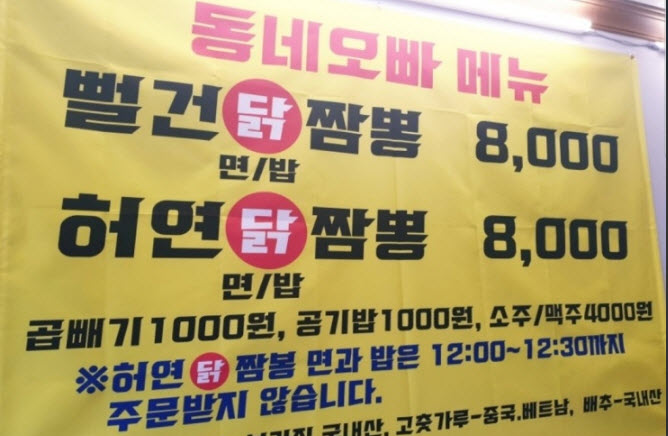 동네오빠 메뉴
뻘건닭짬뽕 8,000
면/밥
허연닭짬뽕 8,000
면/밥
곱빼기1000원, 공기밥1000원, 소주/맥주4000원
※허연닭짬봉 면과 밥은 12:00~12:30까지
주문받지 않습니다.
국내산, 고춧가루-중국.베트남, 배추-국내산